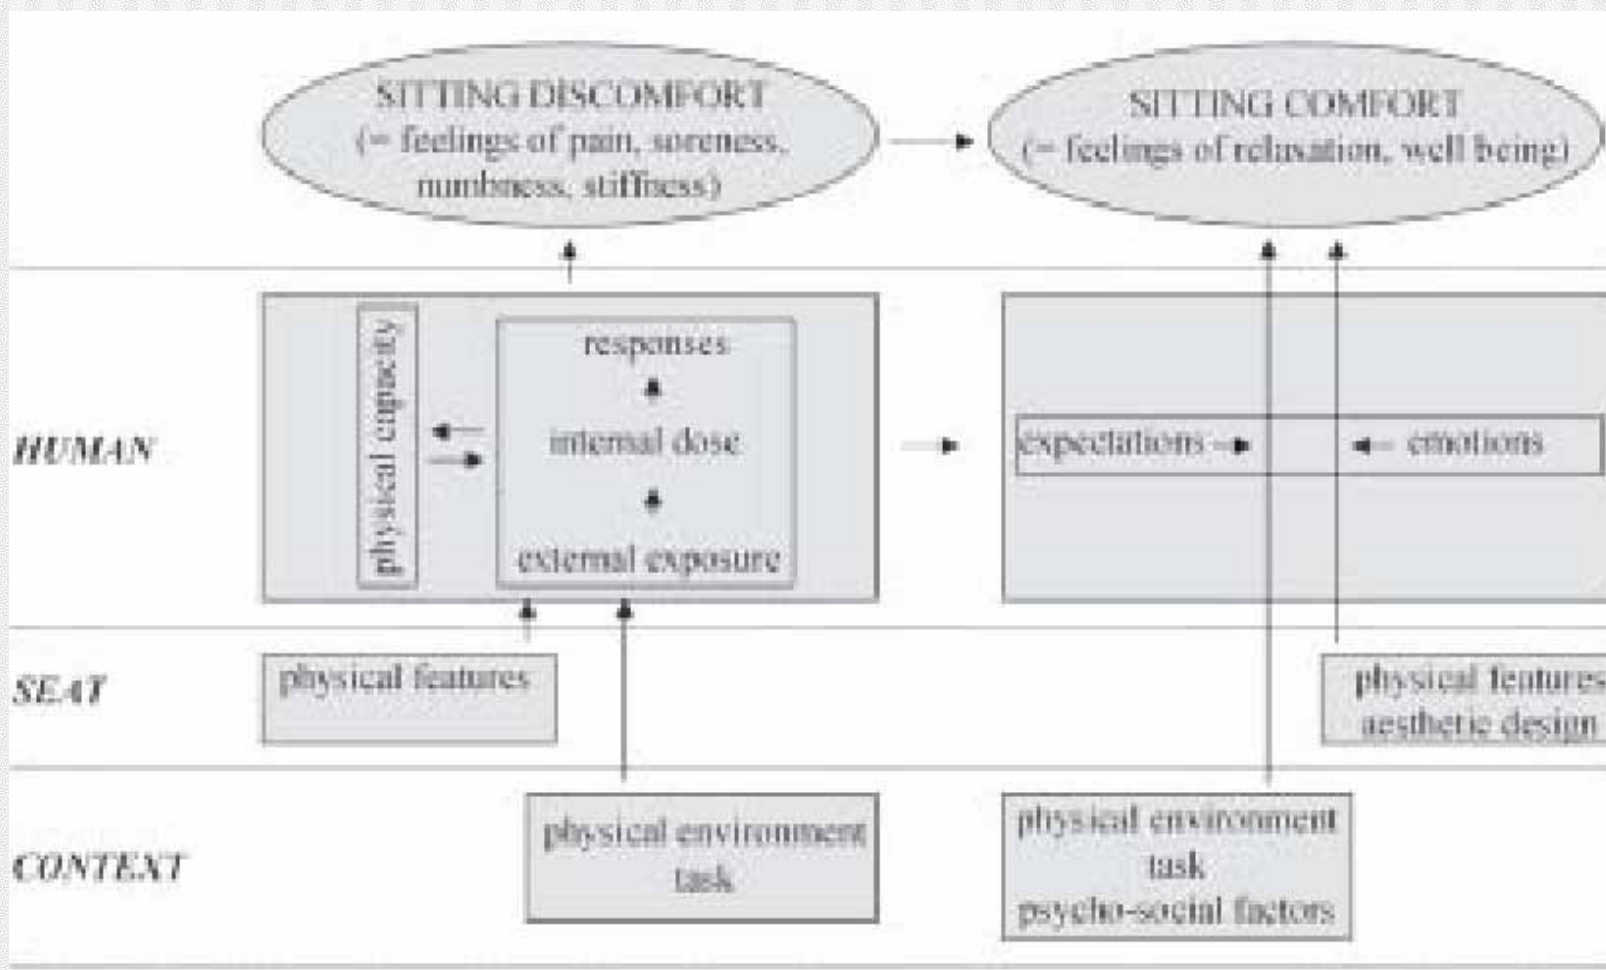 SITTING DISCOMFORT
(= feelings of pain, soreness,
numbness, stiffness)
SITTING COMFORT
(= feelings of relaxation, well being)
HUMAN
physical capacity
responses
internal dose
external exposure
expectations
emotions
SEAT
physical features
physical features
aesthetic design
CONTEXT
physical environment
task
physical environment
task
psycho-social factors